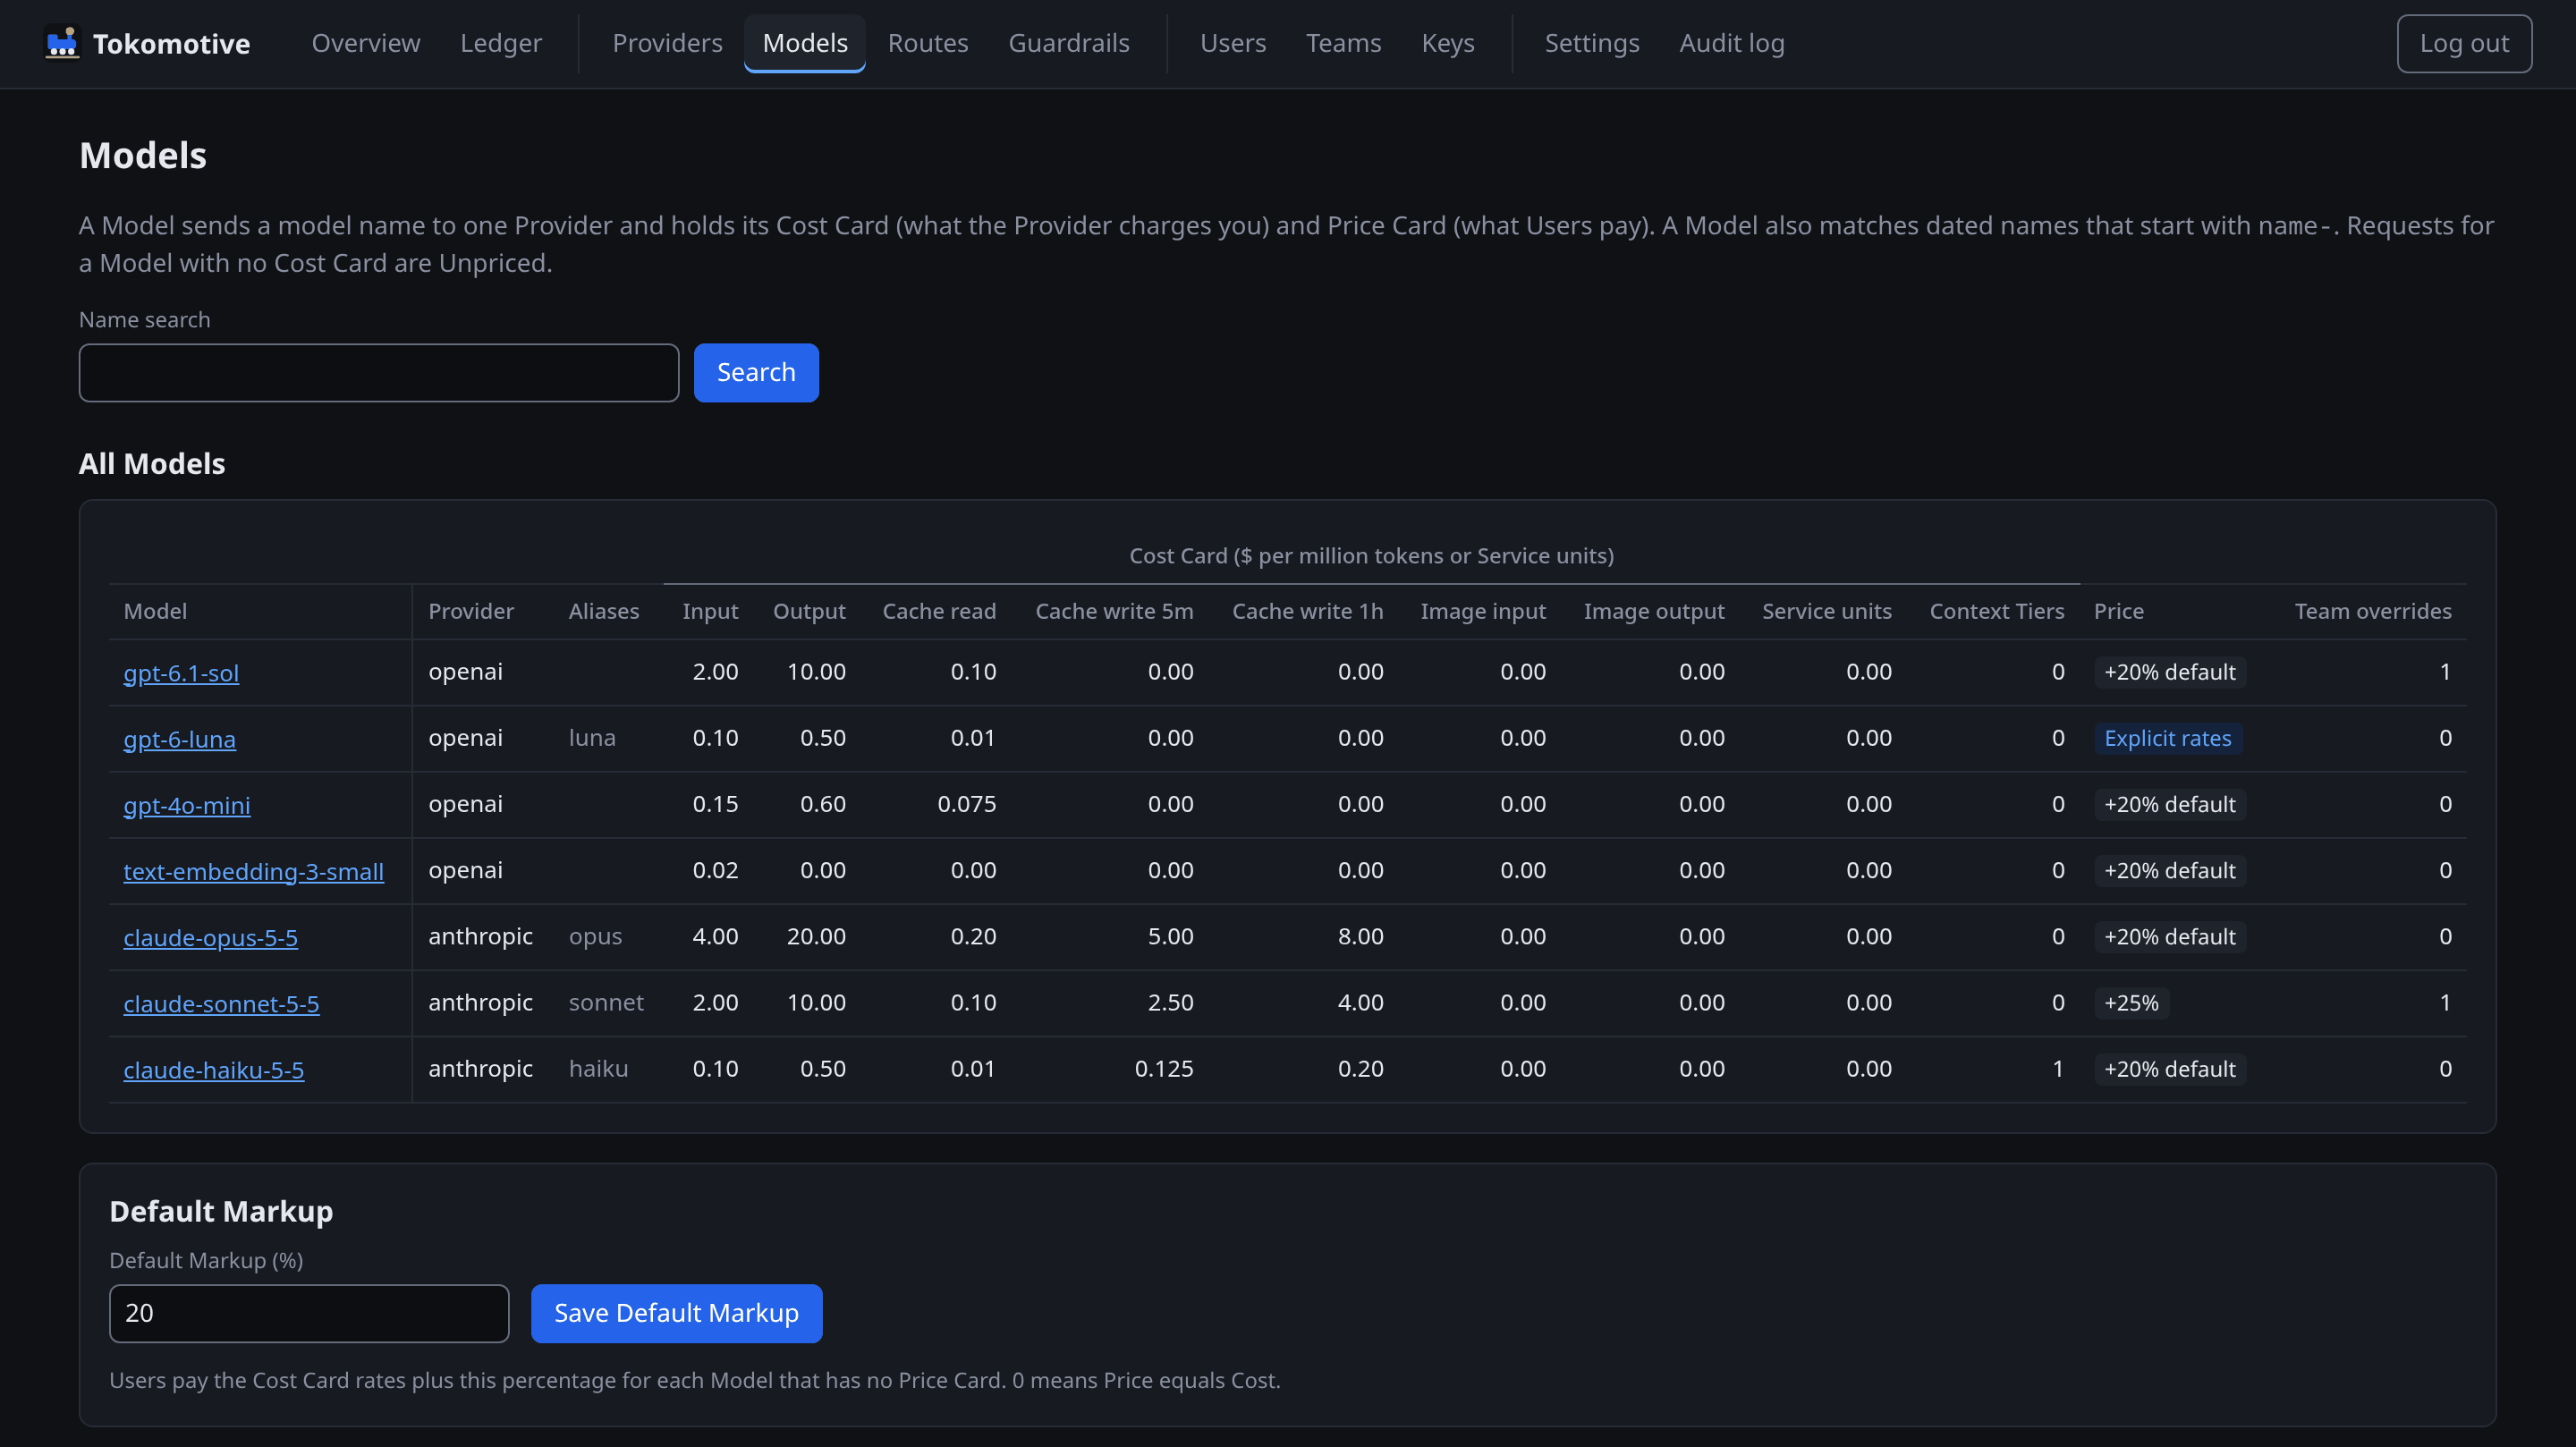 Tokomotive Overview Ledger Providers Models Routes Guardrails Users Teams Keys Settings Audit log Log out
Models
A Model sends a model name to one Provider and holds its Cost Card (what the Provider charges you) and Price Card (what Users pay). A Model also matches dated names that start with name-. Requests for
a Model with no Cost Card are Unpriced.
Name search
Search
All Models
Cost Card ($ per million tokens or Service units)
Model Provider Aliases Input Output Cache read Cache write 5m Cache write 1h Image input Image output Service units Context Tiers Price Team overrides
gpt-6.1-sol openai 2.00 10.00 0.10 0.00 0.00 0.00 0.00 0.00 0 +20% default 1
gpt-6-luna openai luna 0.10 0.50 0.01 0.00 0.00 0.00 0.00 0.00 0 Explicit rates 0
gpt-4o-mini openai 0.15 0.60 0.075 0.00 0.00 0.00 0.00 0.00 0 +20% default 0
text-embedding-3-small openai 0.02 0.00 0.00 0.00 0.00 0.00 0.00 0.00 0 +20% default 0
claude-opus-5-5 anthropic opus 4.00 20.00 0.20 5.00 8.00 0.00 0.00 0.00 0 +20% default 0
claude-sonnet-5-5 anthropic sonnet 2.00 10.00 0.10 2.50 4.00 0.00 0.00 0.00 0 +25% 1
claude-haiku-5-5 anthropic haiku 0.10 0.50 0.01 0.125 0.20 0.00 0.00 0.00 1 +20% default 0
Default Markup
Default Markup (%)
20 Save Default Markup
Users pay the Cost Card rates plus this percentage for each Model that has no Price Card. 0 means Price equals Cost.